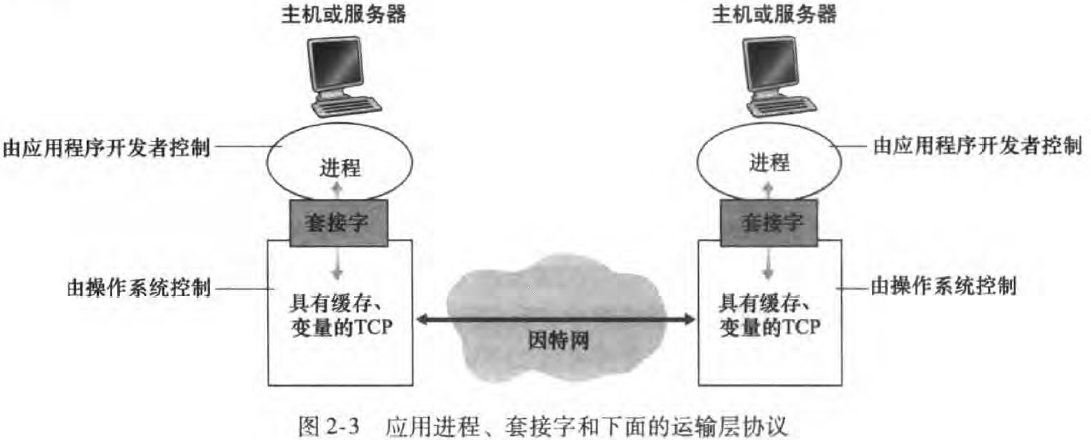 主机或服务器
主机或服务器
由应用程序开发者控制
进程
进程
由应用程序开发者控制
套接字
套接字
由操作系统控制
具有缓存、
变量的TCP
因特网
具有缓存、
变量的TCP
由操作系统控制
图2-3 应用进程、套接字和下面的运输层协议